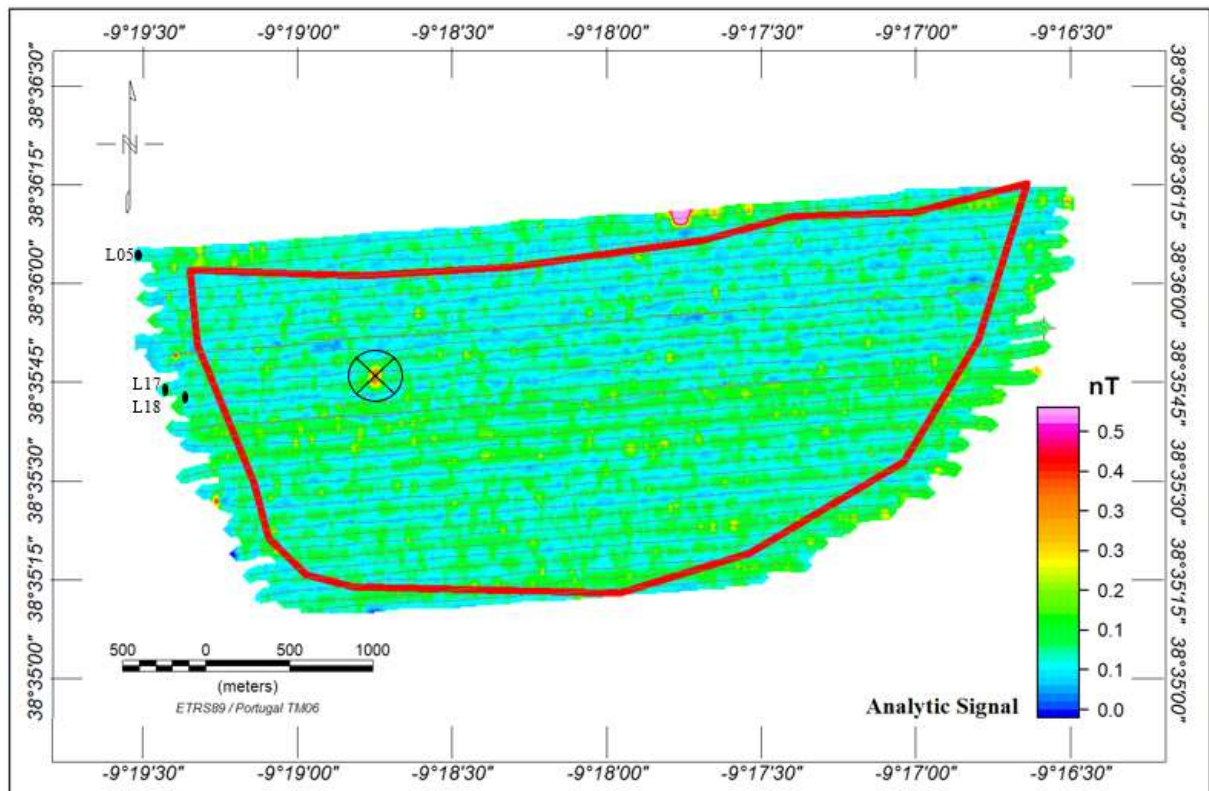 -9°19'30" -9°19'00" -9°18'30" -9°18'00" -9°17'30" -9°17'00" -9°16'30"
38°36'30" 38°36'30"
N
38°36'15" 38°36'15"
L05
38°36'00" 38°36'00"
38°35'45" 38°35'45"
L17
L18
nT
0.5
38°35'30" 38°35'30"
0.4
0.3
0.3
0.2
38°35'15" 38°35'15"
0.1
0.1
0.0
500 0 500 1000
(meters)
ETRS89 / Portugal TM06
Analytic Signal
38°35'00" 38°35'00"
-9°19'30" -9°19'00" -9°18'30" -9°18'00" -9°17'30" -9°17'00" -9°16'30"